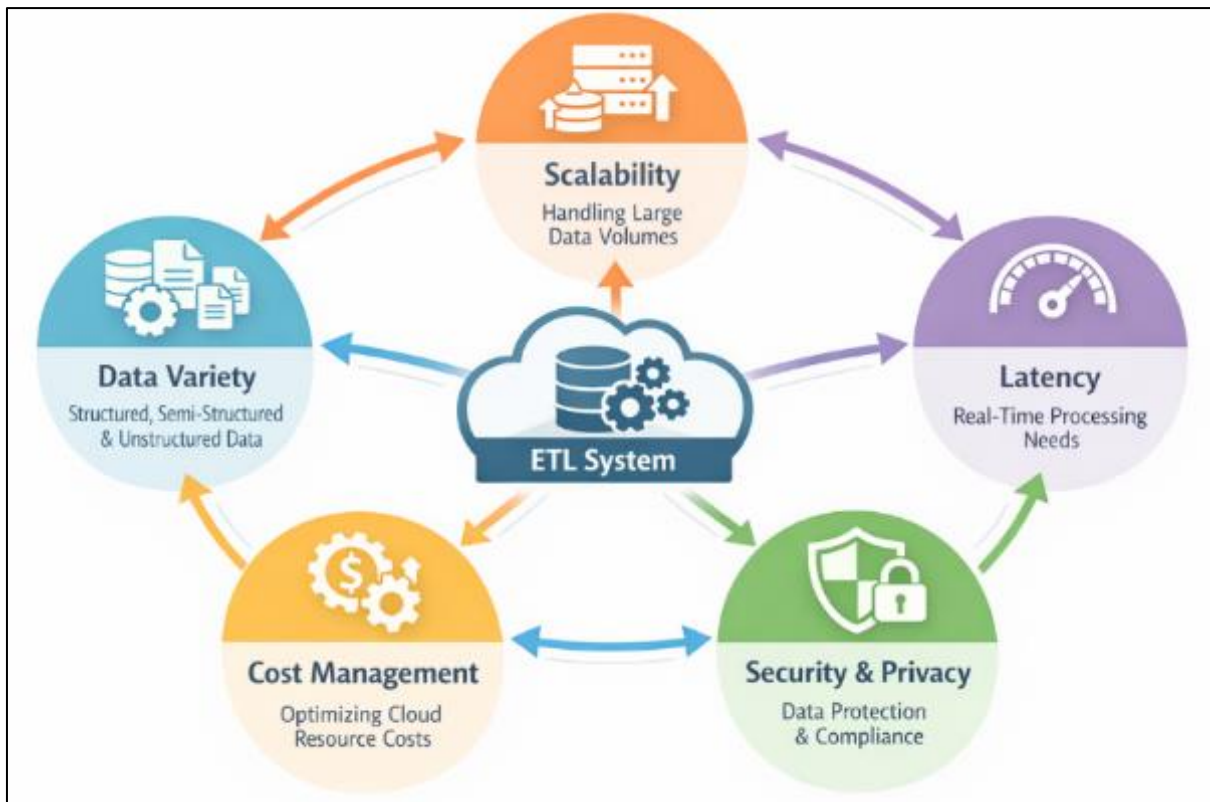 Scalability
Handling Large
Data Volumes
Data Variety
Structured, Semi-Structured
& Unstructured Data
Latency
Real-Time Processing
Needs
ETL System
$
Cost Management
Optimizing Cloud
Resource Costs
Security & Privacy
Data Protection
& Compliance